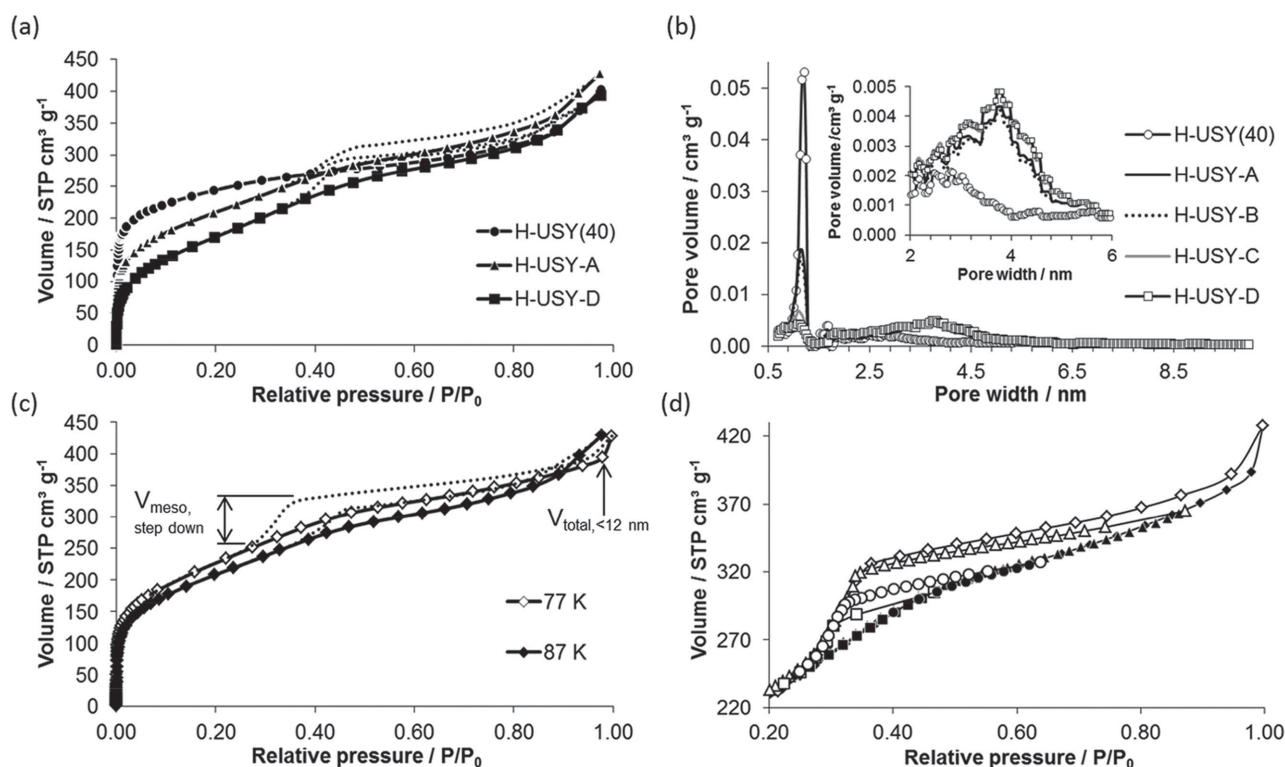 (a)
450
400
350
300
250
200
150
100
50
0
Volume / STP cm³ g⁻¹
H-USY(40)
H-USY-A
H-USY-D
0.00 0.20 0.40 0.60 0.80 1.00
Relative pressure / P/P₀
(b)
0.05
0.04
0.03
0.02
0.01
0.00
Pore volume / cm³ g⁻¹
0.005
0.004
0.003
0.002
0.001
0.000
Pore volume /cm³ g⁻¹
2 4 6
Pore width / nm
H-USY(40)
H-USY-A
H-USY-B
H-USY-C
H-USY-D
0.5 2.5 4.5 6.5 8.5
Pore width / nm
(c)
450
400
350
300
250
200
150
100
50
0
Volume / STP cm³ g⁻¹
Vmeso,
step down
Vtotal,<12 nm
77 K
87 K
0.00 0.20 0.40 0.60 0.80 1.00
Relative pressure / P/P₀
(d)
420
370
320
270
220
Volume / STP cm³ g⁻¹
0.20 0.40 0.60 0.80 1.00
Relative pressure / P/P₀